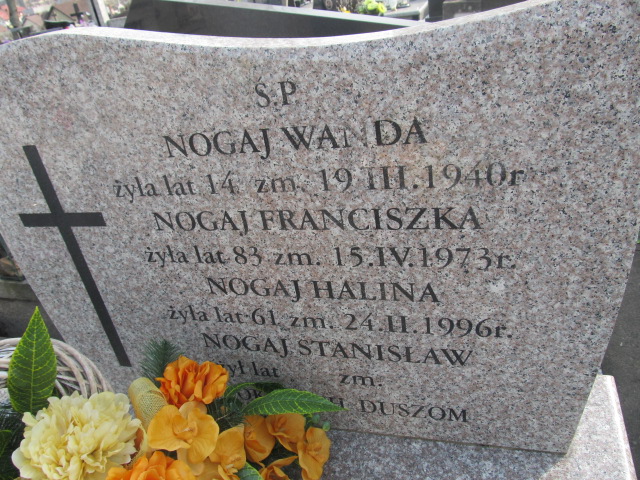 Ś.P
NOGAJ WANDA
żyła lat 14 zm. 19 III.1940r
NOGAJ FRANCISZKA
żyła lat 83 zm. 15.IV.1973r.
NOGAJ HALINA
żyła lat 61 zm. 24.II.1996r.
NOGAJ STANISŁAW
żył lat zm.
DUSZOM